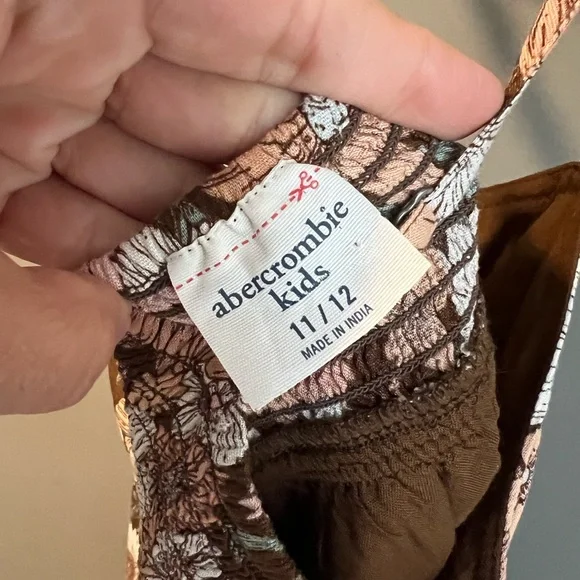 abercrombie
kids
11 / 12
MADE IN INDIA